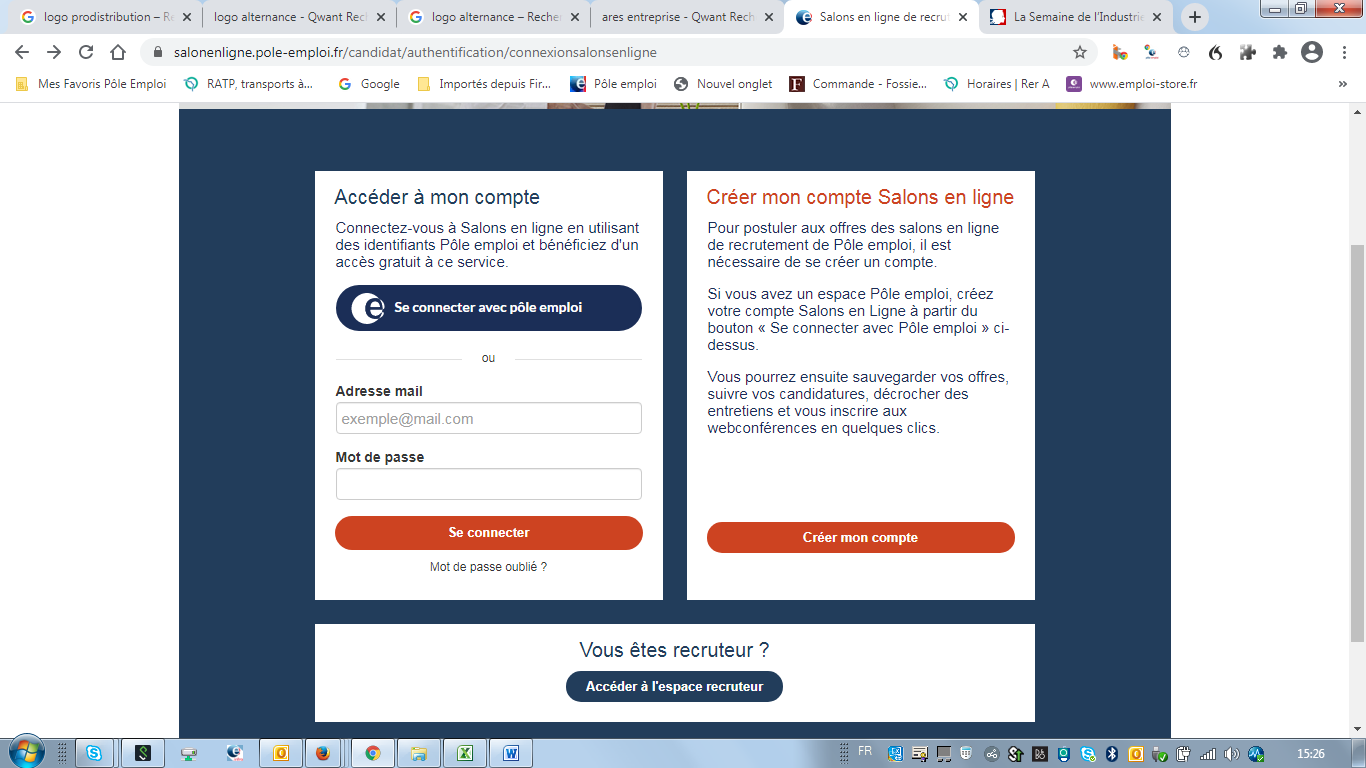 logo prodistribution – Re
logo alternance - Qwant Rech
logo alternance – Recher
ares entreprise - Qwant Rech
Salons en ligne de recrut
La Semaine de l'Industrie
salonenligne.pole-emploi.fr/candidat/authentification/connexionsalonsenligne
Mes Favoris Pôle Emploi
RATP, transports à...
Google
Importés depuis Fir...
Pôle emploi
Nouvel onglet
Commande - Fossie...
Horaires | Rer A
www.emploi-store.fr
»
Accéder à mon compte
Connectez-vous à Salons en ligne en utilisant
des identifiants Pôle emploi et bénéficiez d'un
accès gratuit à ce service.
Se connecter avec pôle emploi
ou
Adresse mail
exemple@mail.com
Mot de passe
Se connecter
Mot de passe oublié ?
Créer mon compte Salons en ligne
Pour postuler aux offres des salons en ligne
de recrutement de Pôle emploi, il est
nécessaire de se créer un compte.
Si vous avez un espace Pôle emploi, créez
votre compte Salons en Ligne à partir du
bouton « Se connecter avec Pôle emploi » ci-
dessus.
Vous pourrez ensuite sauvegarder vos offres,
suivre vos candidatures, décrocher des
entretiens et vous inscrire aux
webconférences en quelques clics.
Créer mon compte
Vous êtes recruteur ?
Accéder à l'espace recruteur
FR
15:26